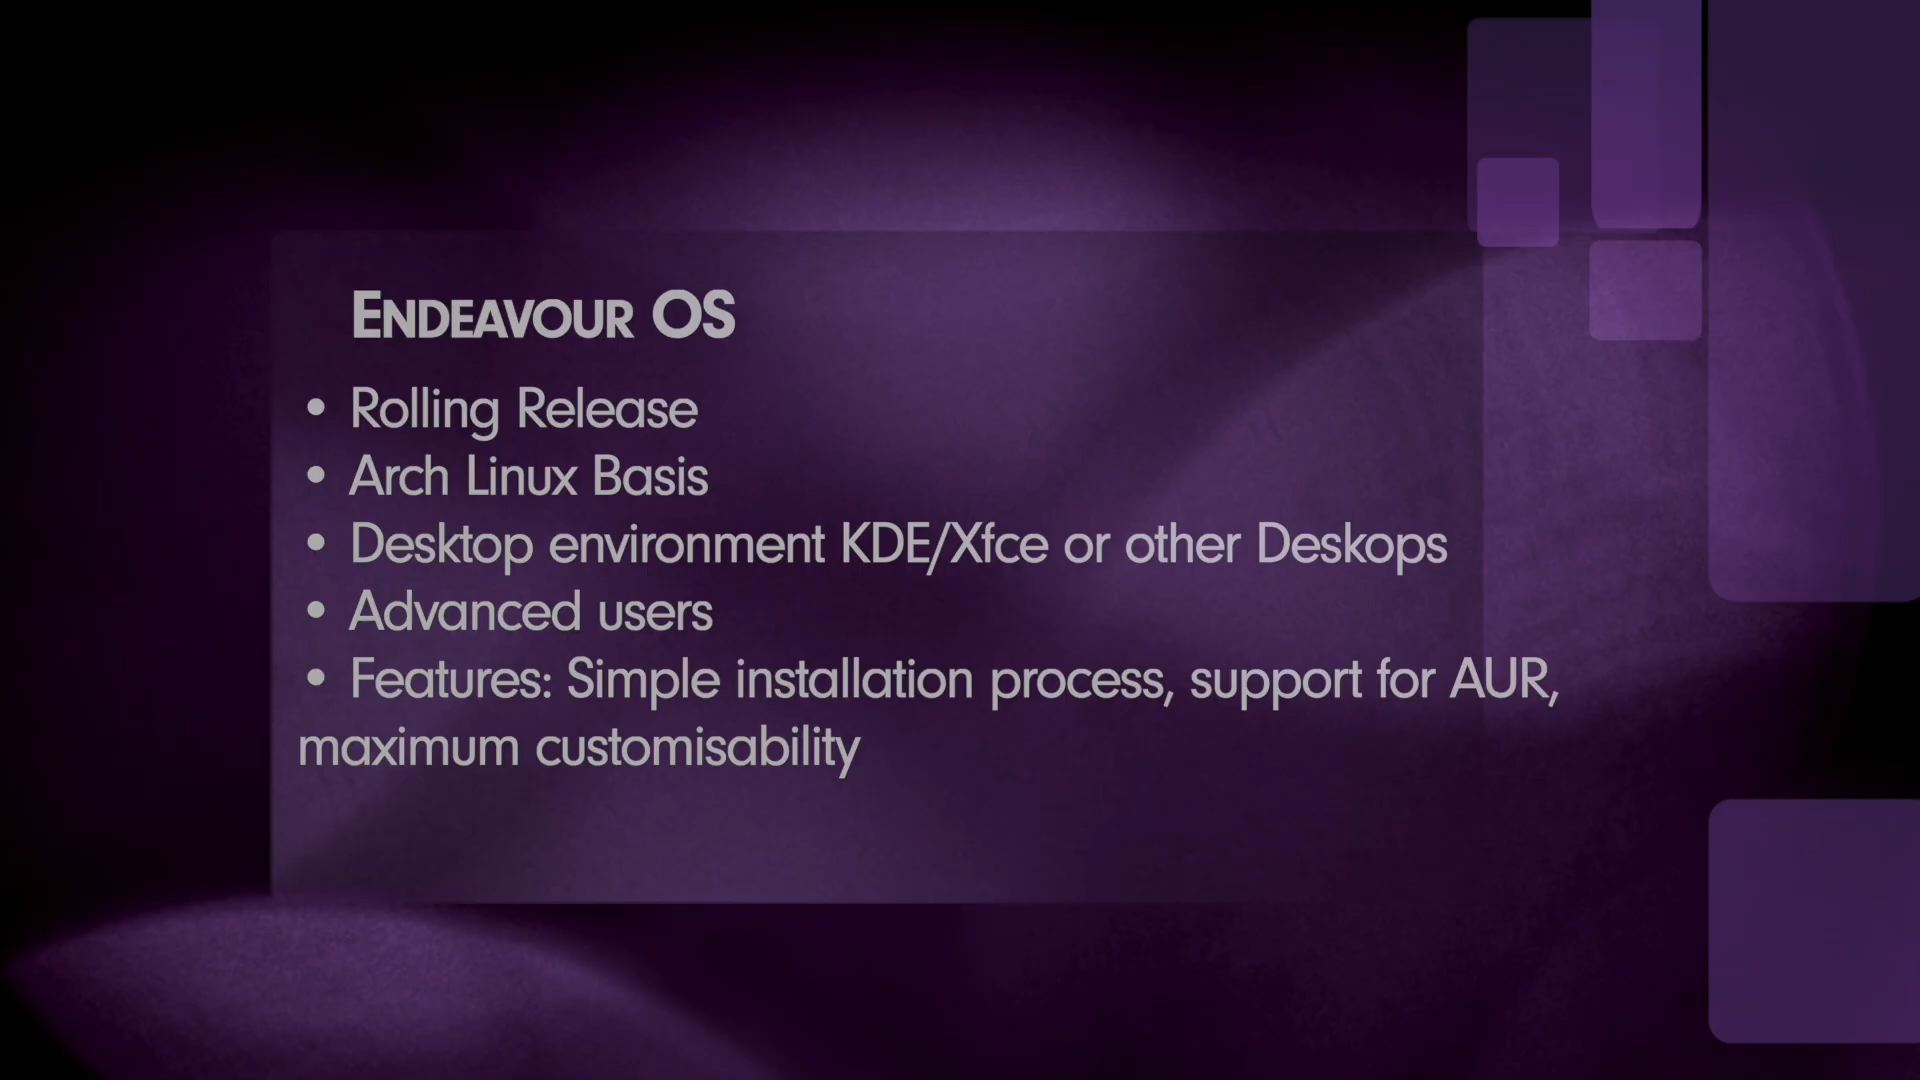 ENDEAVOUR OS
• Rolling Release
• Arch Linux Basis
• Desktop environment KDE/Xfce or other Deskops
• Advanced users
• Features: Simple installation process, support for AUR,
maximum customisability